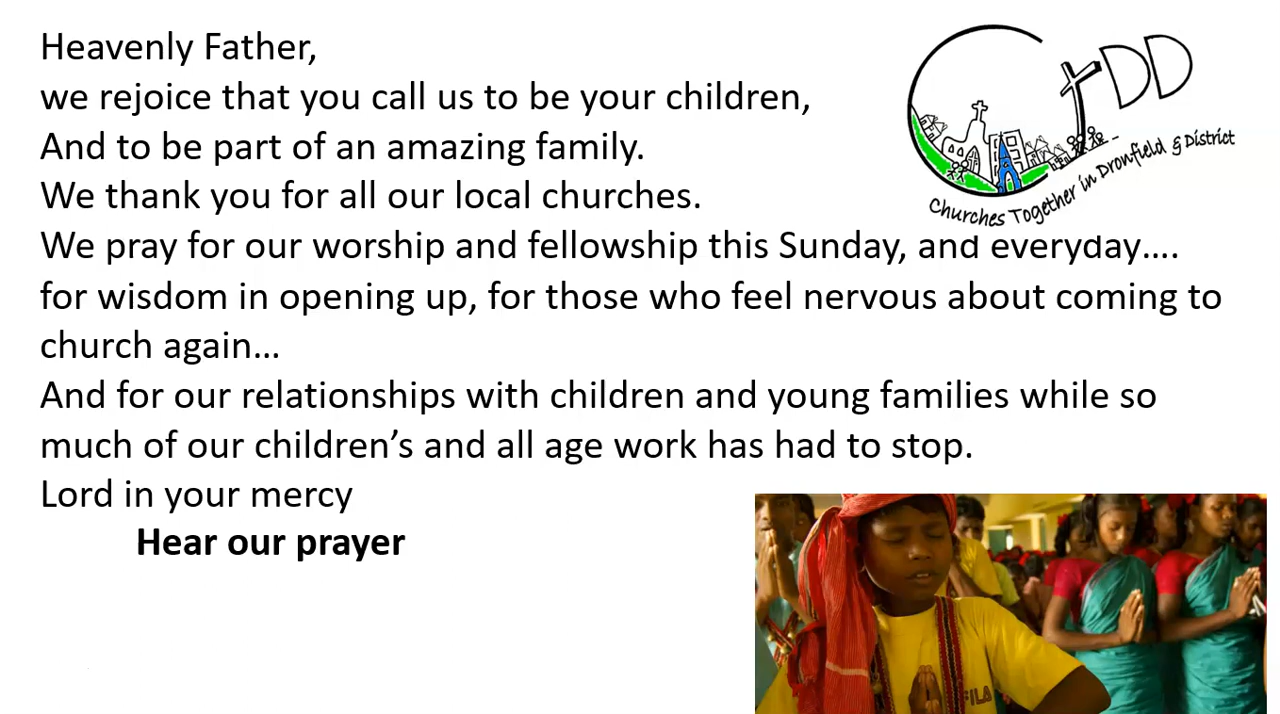 Heavenly Father,
we rejoice that you call us to be your children,
And to be part of an amazing family.
We thank you for all our local churches.
We pray for our worship and fellowship this Sunday, and everyday….
for wisdom in opening up, for those who feel nervous about coming to
church again…
And for our relationships with children and young families while so
much of our children’s and all age work has had to stop.
Lord in your mercy
Hear our prayer
CTDD
Churches Together in Dronfield & District
FILA